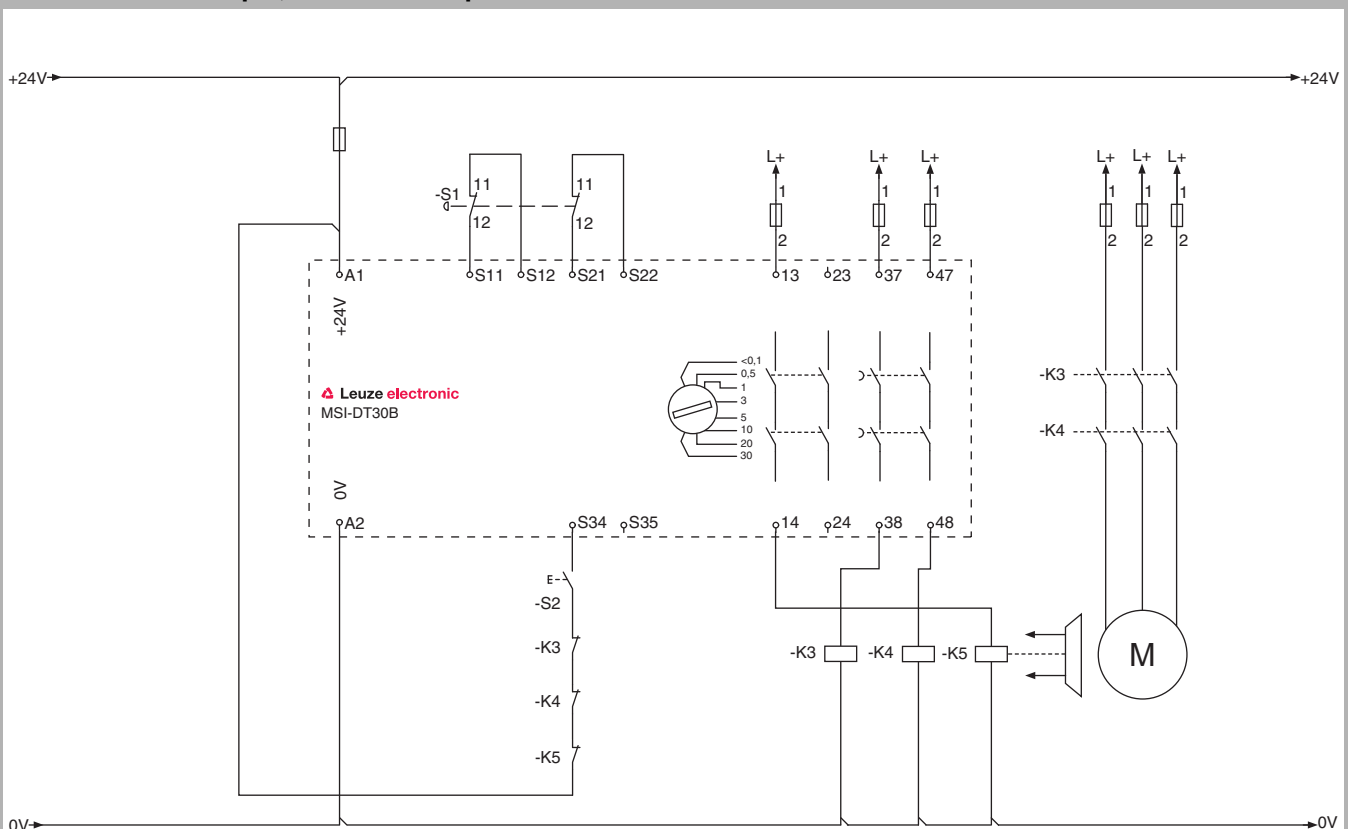 +24V +24V
L+ L+ L+ L+ L+ L+
11 11 1 1 1 1 1 1
-S1
12 12 2 2 2 2 2 2
A1 S11 S12 S21 S22 13 23 37 47
+24V
<0,1
0,5
1
3
5
10
20
30
-K3
-K4
Leuze electronic
MSI-DT30B
0V
A2 S34 S35 14 24 38 48
E
-S2
-K3
-K4
-K5
-K3 -K4 -K5 M
0V 0V